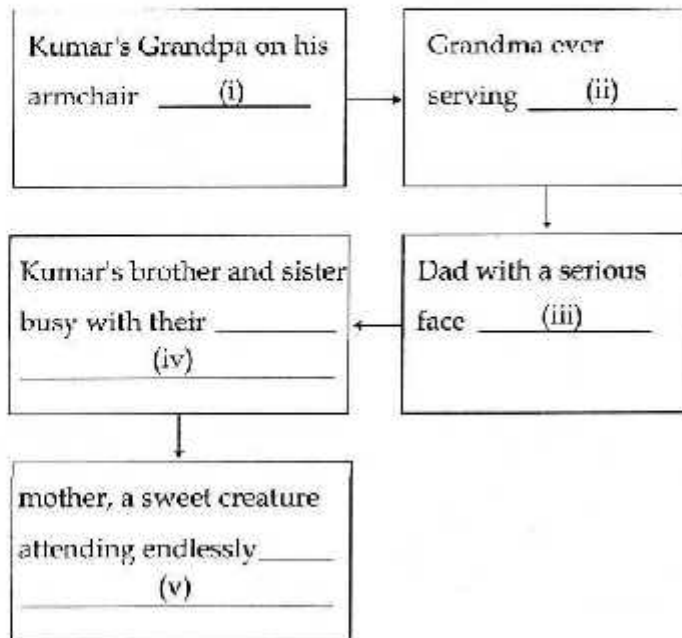 Kumar's Grandpa on his
armchair (i)
Grandma ever
serving (ii)
Dad with a serious
face (iii)
Kumar's brother and sister
busy with their
(iv)
mother, a sweet creature
attending endlessly
(v)